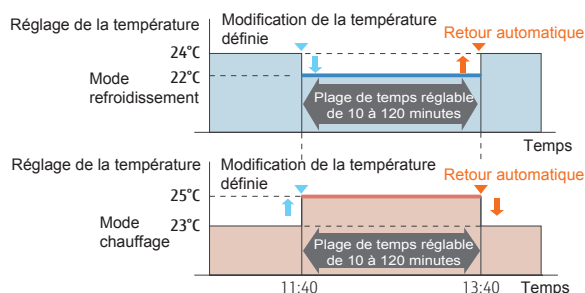 Réglage de la température
Modification de la température
définie
Retour automatique
24°C
22°C
Mode
refroidissement
Plage de temps réglable
de 10 à 120 minutes
Temps
Réglage de la température
Modification de la température
définie
Retour automatique
25°C
23°C
Mode
chauffage
Plage de temps réglable
de 10 à 120 minutes
11:40
13:40
Temps